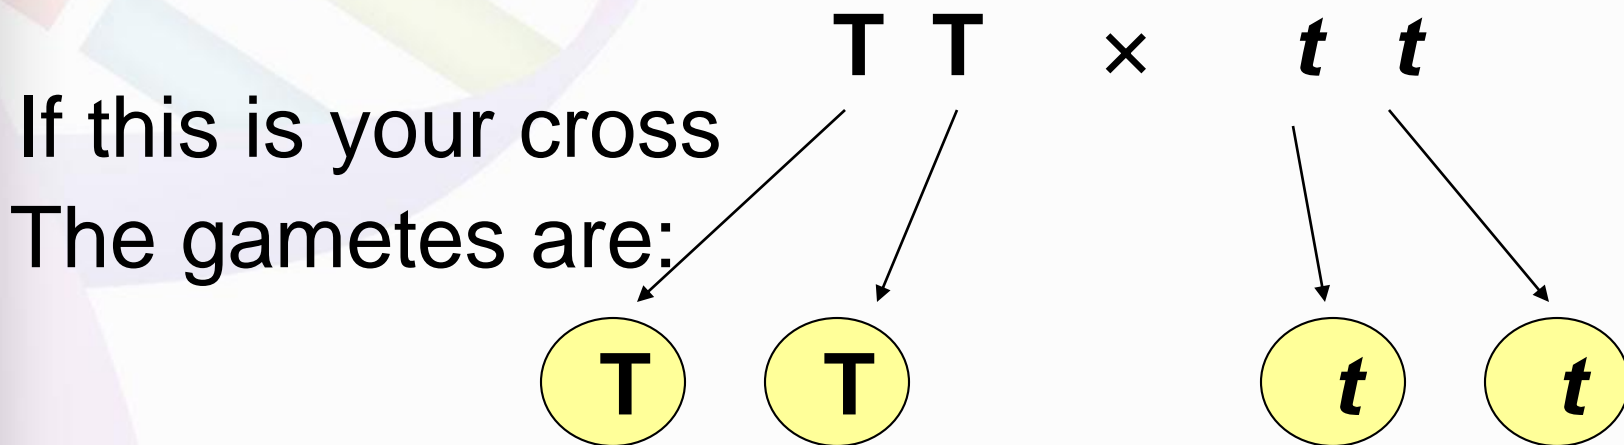 T T × t t
If this is your cross
The gametes are:
T T t t